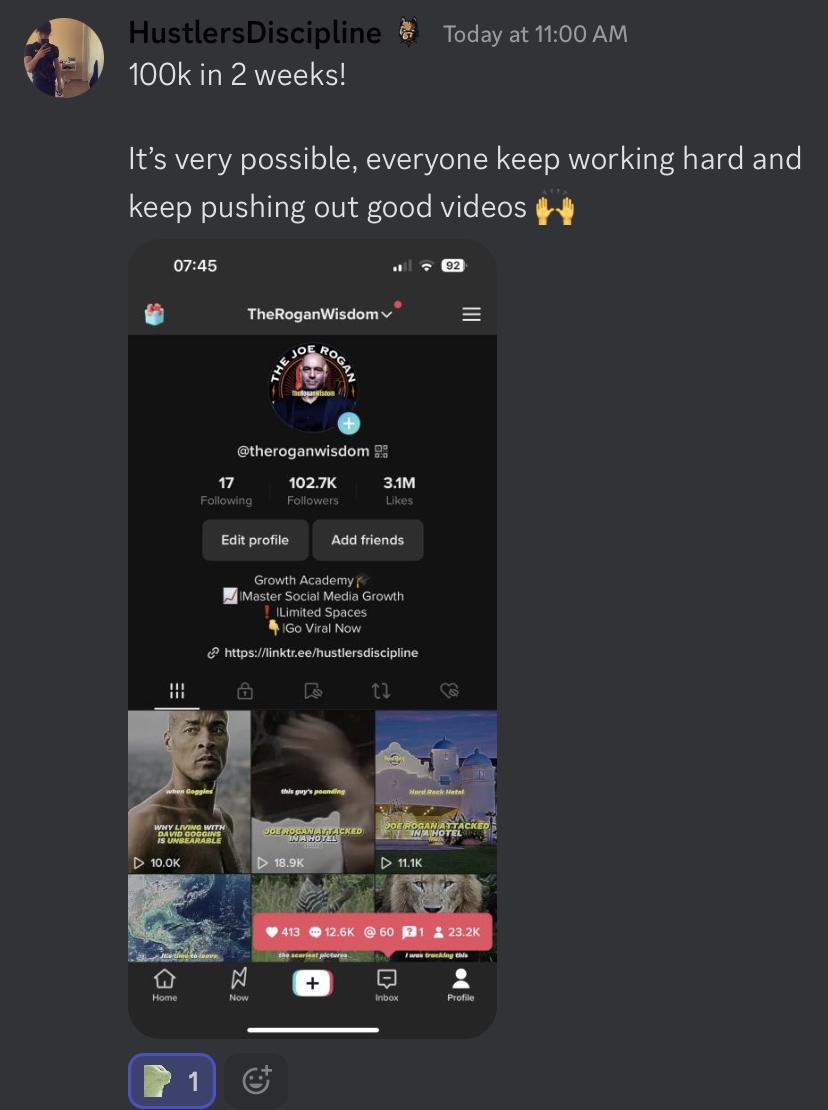 HustlersDiscipline Today at 11:00 AM
100k in 2 weeks!
It's very possible, everyone keep working hard and
keep pushing out good videos 🙌
07:45 92
TheRoganWisdom
THE JOE ROGAN
TheRoganWisdom
@theroganwisdom
17 102.7K 3.1M
Following Followers Likes
Edit profile Add friends
Growth Academy🎓
📈|Master Social Media Growth
❗|Limited Spaces
👇|Go Viral Now
https://linktr.ee/hustlersdiscipline
when Goggins
WHY LIVING WITH
DAVID GOGGINS
IS UNBEARABLE
10.0K
this guy's pounding
JOE ROGAN ATTACKED
IN A HOTEL
18.9K
Hard Rock Hotel
JOE ROGAN ATTACKED
IN A HOTEL
11.1K
413 12.6K @ 60 ? 1 23.2K
It's time to leave.
the scariest pictures
I was tracking this
Home Now + Inbox Profile
1